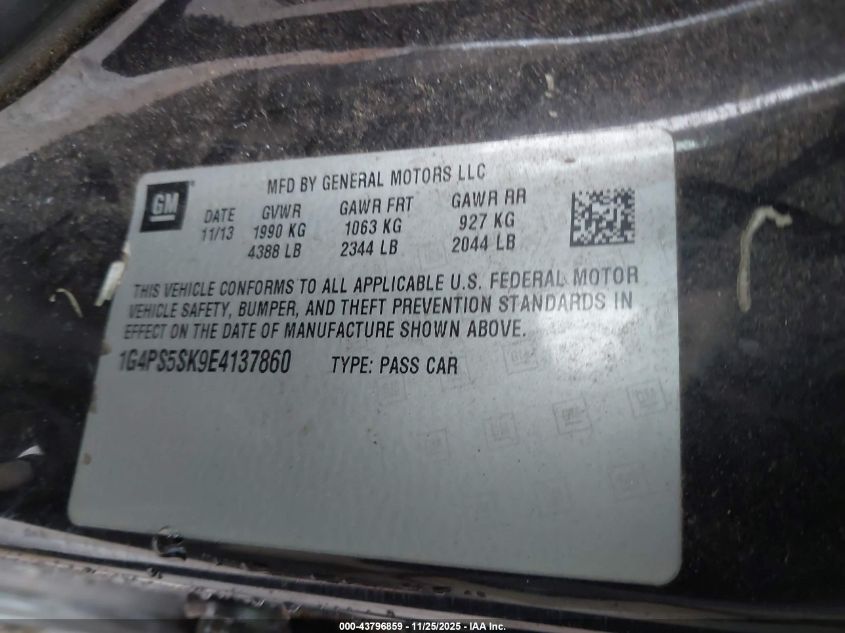 MFD BY GENERAL MOTORS LLC
GM
DATE GVWR GAWR FRT GAWR RR
11/13 1990 KG 1063 KG 927 KG
4388 LB 2344 LB 2044 LB
THIS VEHICLE CONFORMS TO ALL APPLICABLE U.S. FEDERAL MOTOR
VEHICLE SAFETY, BUMPER, AND THEFT PREVENTION STANDARDS IN
EFFECT ON THE DATE OF MANUFACTURE SHOWN ABOVE.
1G4PS5SK9E4137860 TYPE: PASS CAR
000-43796859 --- 11/25/2025 --- IAA Inc.